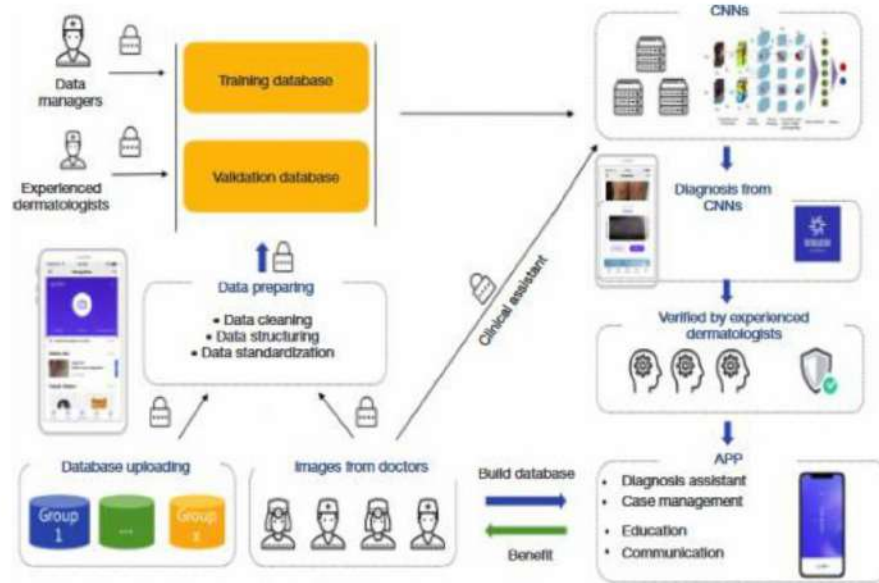 CNNs
Data
managers
Training database
Experienced
dermatologists
Validation database
Diagnosis from
CNNs
Data preparing
• Data cleaning
• Data structuring
• Data standardization
Clinical assistant
Verified by experienced
dermatologists
Database uploading
Group
1
...
Group
x
Images from doctors
Build database
Benefit
APP
• Diagnosis assistant
• Case management
• Education
• Communication